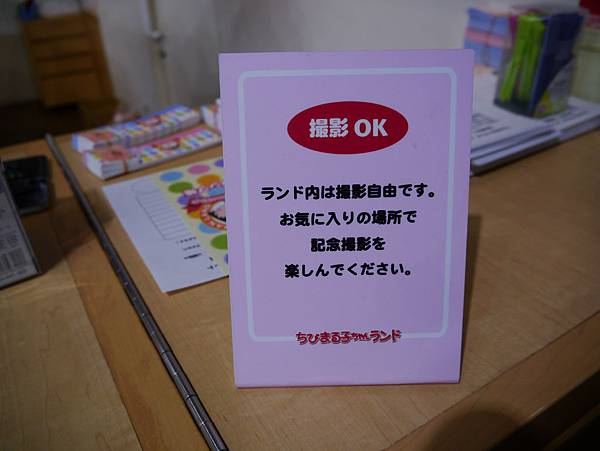 撮影 OK
ランド内は撮影自由です。
お気に入りの場所で
記念撮影を
楽しんでください。
ちびまる子ちゃんランド